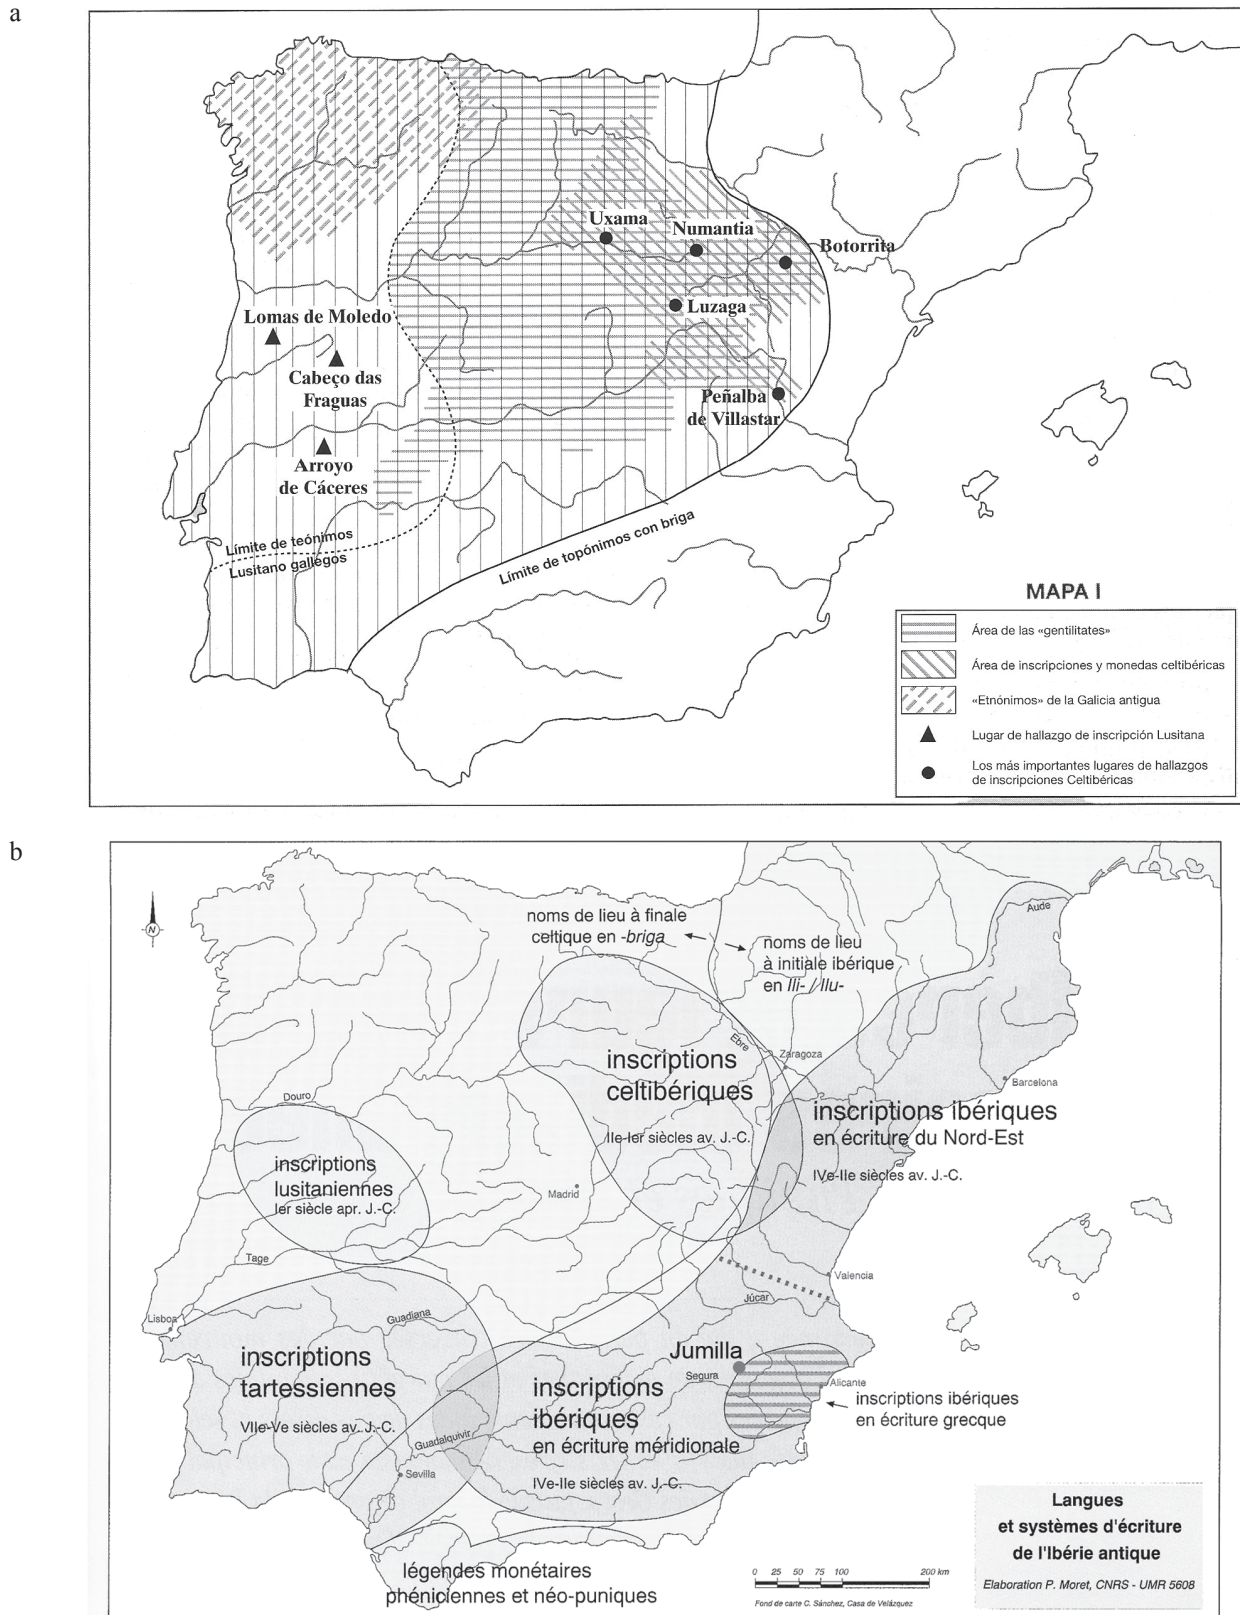 a
Uxama
Numantia
Botorrita
Luzaga
Lomas de Moledo
Cabeço das
Fraguas
Peñalba
de Villastar
Arroyo
de Cáceres
Límite de teónimos
Lusitano gallegos
Límite de topónimos con briga
MAPA I
Área de las «gentilitates»
Área de inscripciones y monedas celtibéricas
«Etnónimos» de la Galicia antigua
Lugar de hallazgo de inscripción Lusitana
Los más importantes lugares de hallazgos
de inscripciones Celtibéricas
b
N
noms de lieu à finale
celtique en -briga
noms de lieu
à initiale ibérique
en Ili- / Ilu-
Aude
Ebre
Zaragoza
Barcelona
inscriptions
celtibériques
IIe-Ier siècles av. J.-C.
inscriptions ibériques
en écriture du Nord-Est
IVe-IIe siècles av. J.-C.
Douro
inscriptions
lusitaniennes
Ier siècle apr. J.-C.
Madrid
Tage
Valencia
Júcar
Lisboa
Guadiana
Jumilla
Segura
Alicante
inscriptions
tartessiennes
VIIe-Ve siècles av. J.-C.
inscriptions
ibériques
en écriture méridionale
IVe-IIe siècles av. J.-C.
inscriptions ibériques
en écriture grecque
Guadalquivir
Sevilla
légendes monétaires
phéniciennes et néo-puniques
0 25 50 75 100 200 km
Fond de carte C. Sánchez, Casa de Velázquez
Langues
et systèmes d'écriture
de l'Ibérie antique
Elaboration P. Moret, CNRS - UMR 5608